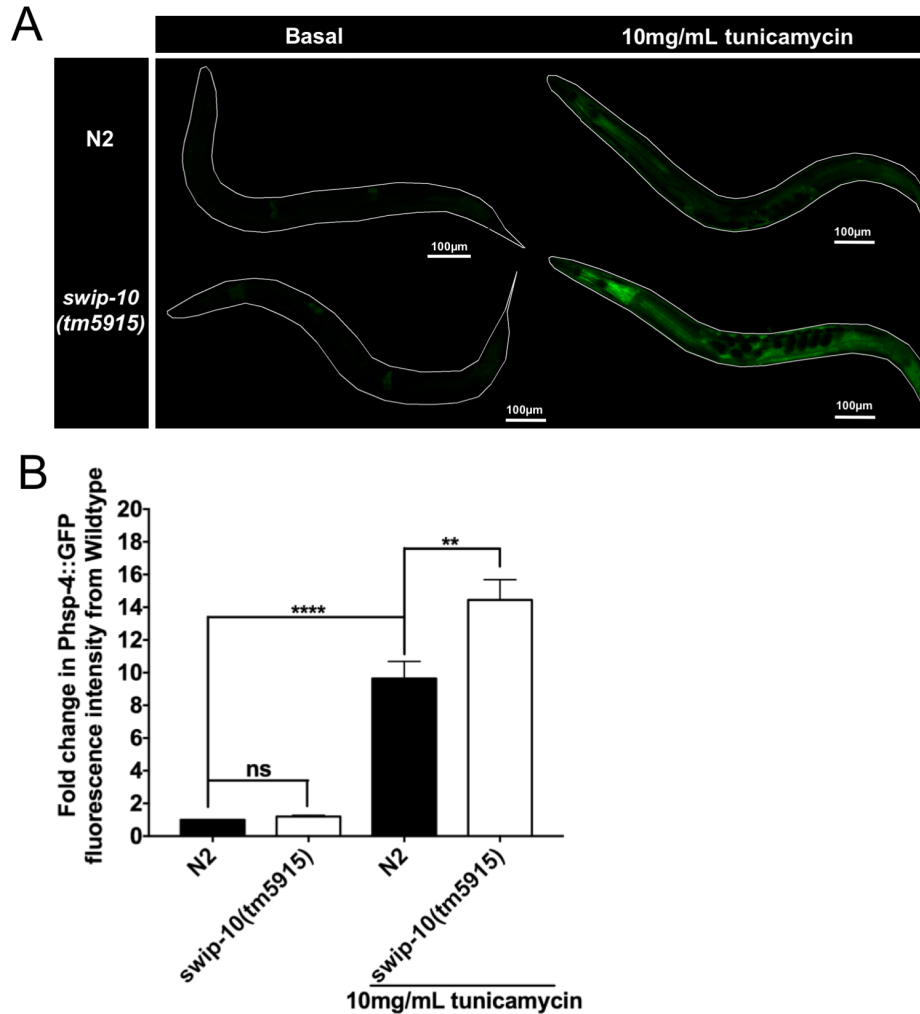 A
Basal
10mg/mL tunicamycin
N2
100µm
100µm
swip-10
(tm5915)
100µm
100µm
B
Fold change in Phsp-4::GFP
fluorescence intensity from Wildtype
20
18
16
14
12
10
8
6
4
2
0
**
****
ns
N2
swip-10(tm5915)
N2
swip-10(tm5915)
10mg/mL tunicamycin